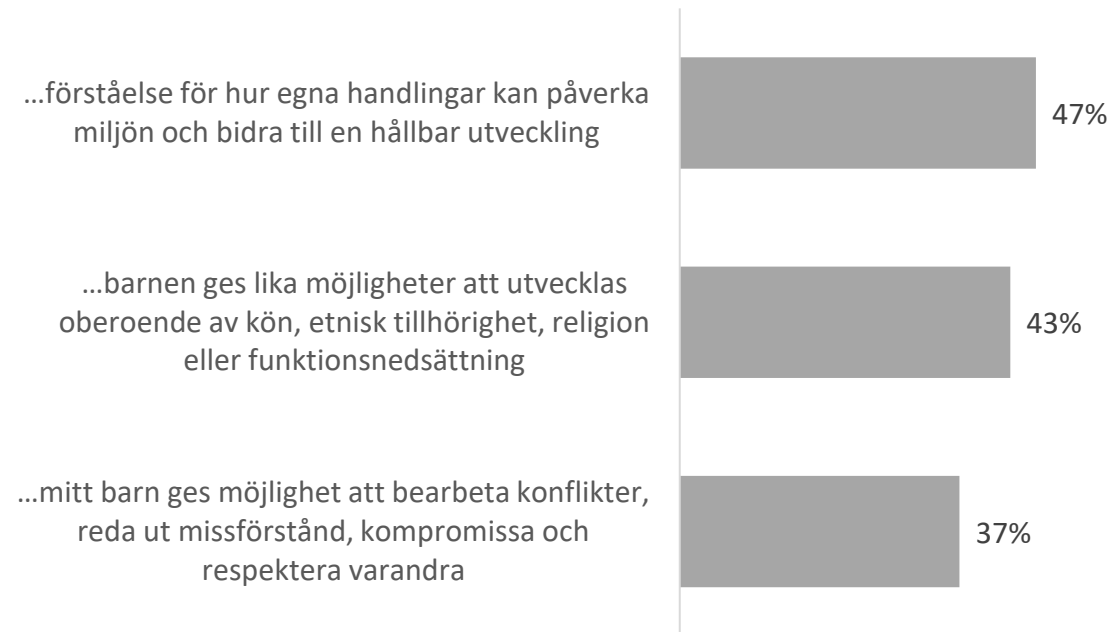 …förståelse för hur egna handlingar kan påverka
miljön och bidra till en hållbar utveckling
47%
…barnen ges lika möjligheter att utvecklas
oberoende av kön, etnisk tillhörighet, religion
eller funktionsnedsättning
43%
…mitt barn ges möjlighet att bearbeta konflikter,
reda ut missförstånd, kompromissa och
respektera varandra
37%